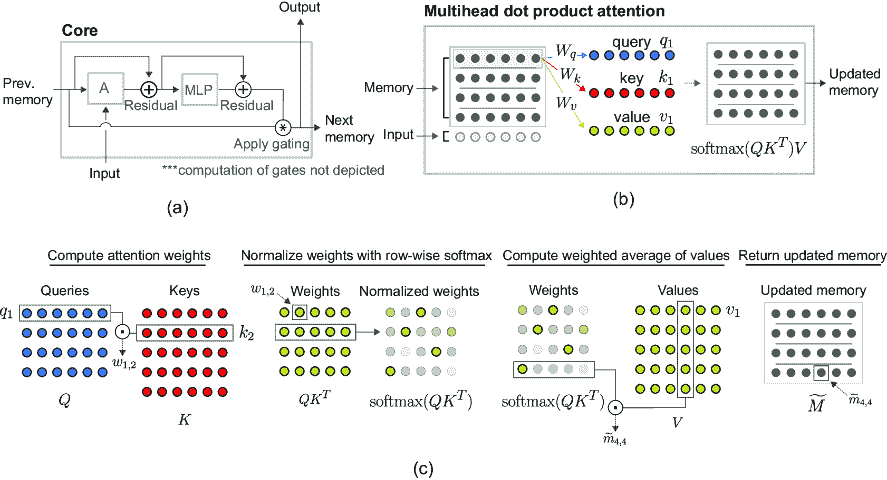 Output
Core
Prev.
memory
A
MLP
Residual
Residual
Next
memory
Apply gating
Input
***computation of gates not depicted
(a)
Multihead dot product attention
Memory
Input
W_q
W_k
W_v
query q_1
key k_1
value v_1
Updated
memory
softmax(QK^T)V
(b)
Compute attention weights
Queries
Keys
q_1
k_2
w_{1,2}
Q
K
Normalize weights with row-wise softmax
w_{1,2}
Weights
Normalized weights
QK^T
softmax(QK^T)
Compute weighted average of values
Weights
Values
v_1
softmax(QK^T)
V
m̃_{4,4}
Return updated memory
Updated memory
M̃
m̃_{4,4}
(c)